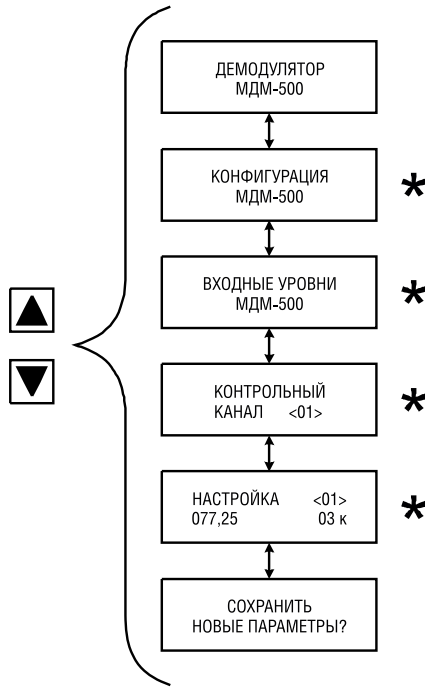 ДЕМОДУЛЯТОР
МДМ-500
КОНФИГУРАЦИЯ
МДМ-500
*
ВХОДНЫЕ УРОВНИ
МДМ-500
*
КОНТРОЛЬНЫЙ
КАНАЛ <01>
*
НАСТРОЙКА <01>
077,25 03 к
*
СОХРАНИТЬ
НОВЫЕ ПАРАМЕТРЫ?